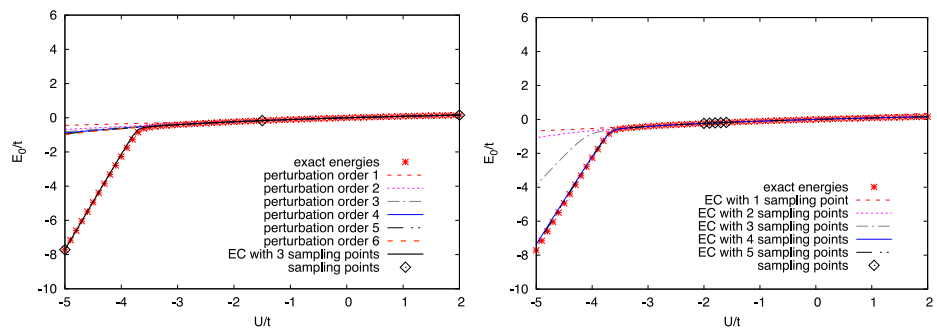 6
4
2
0
-2
-4
-6
-8
-10
E0/t
exact energies
perturbation order 1
perturbation order 2
perturbation order 3
perturbation order 4
perturbation order 5
perturbation order 6
EC with 3 sampling points
sampling points
-5 -4 -3 -2 -1 0 1 2
U/t
6
4
2
0
-2
-4
-6
-8
-10
E0/t
exact energies
EC with 1 sampling point
EC with 2 sampling points
EC with 3 sampling points
EC with 4 sampling points
EC with 5 sampling points
sampling points
-5 -4 -3 -2 -1 0 1 2
U/t